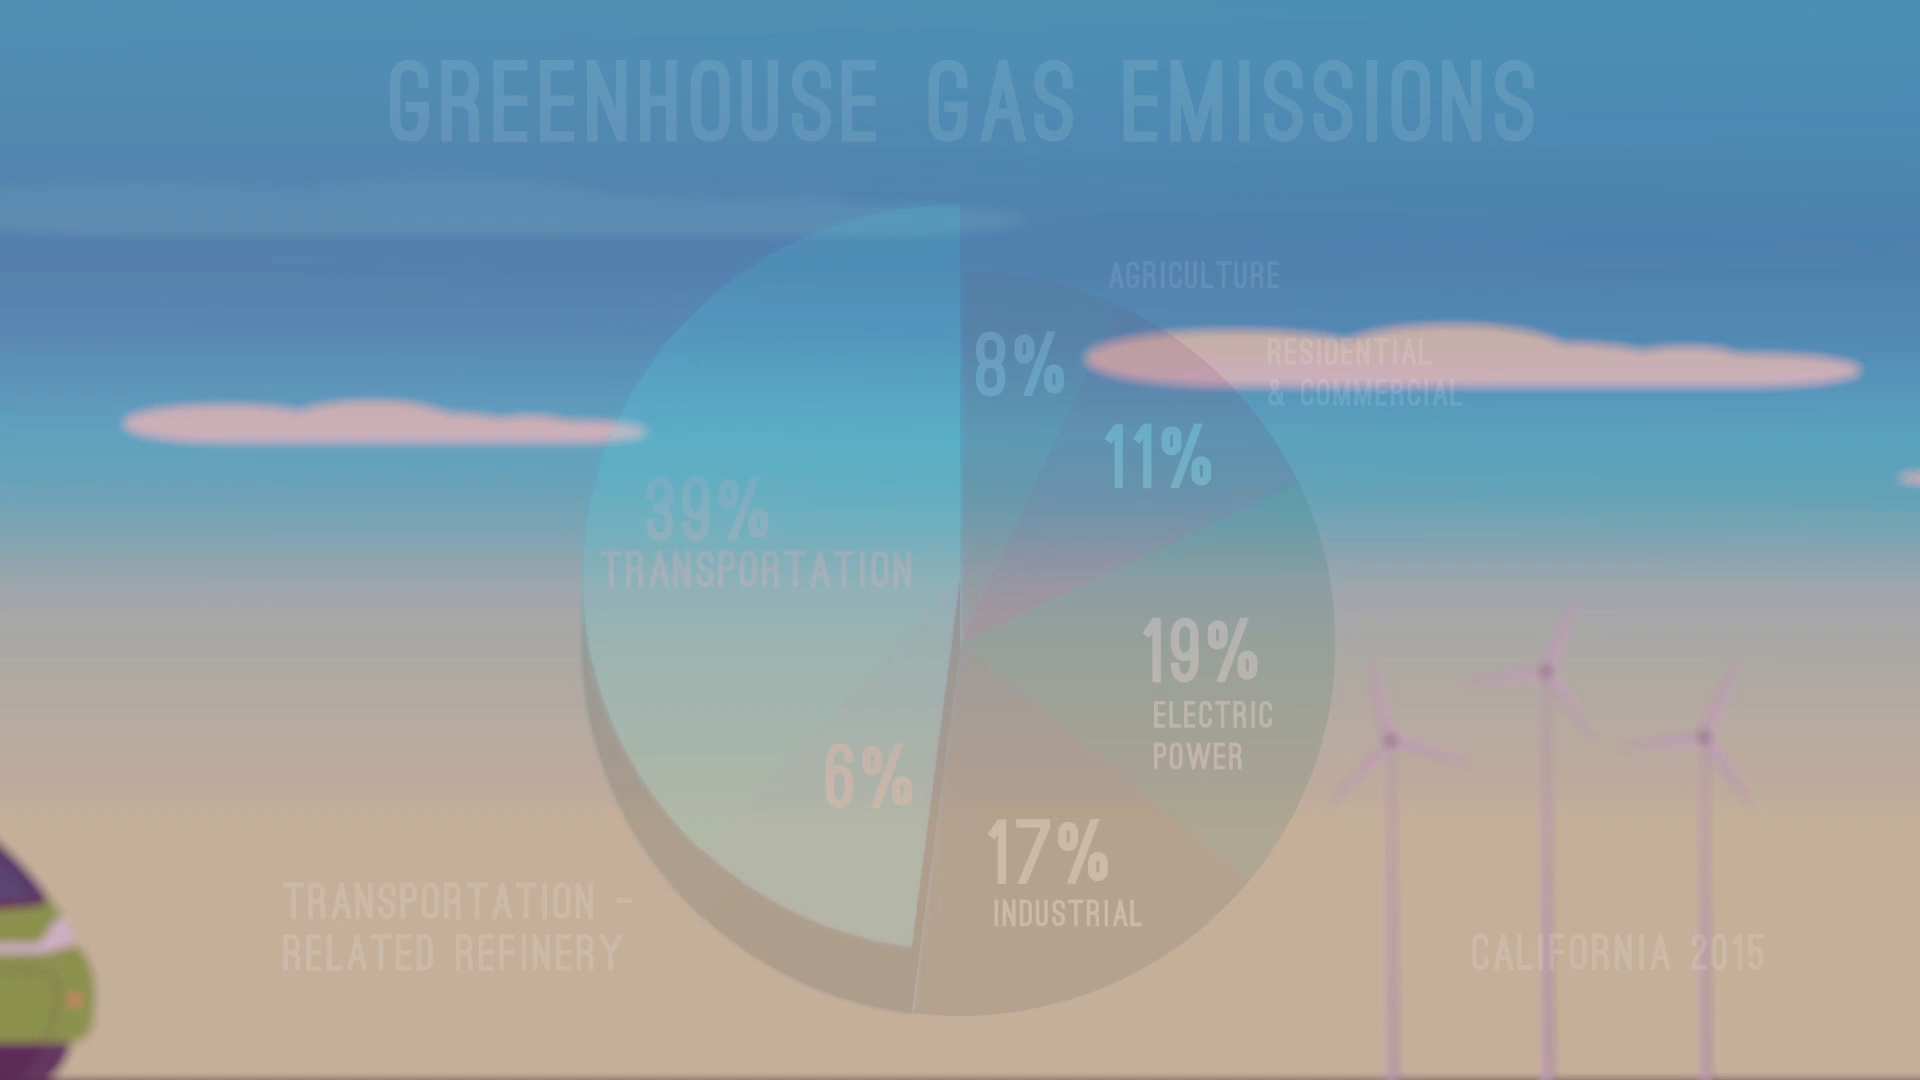 GREENHOUSE GAS EMISSIONS
AGRICULTURE
8%
RESIDENTIAL
& COMMERCIAL
11%
39%
TRANSPORTATION
19%
ELECTRIC
POWER
6%
17%
INDUSTRIAL
TRANSPORTATION -
RELATED REFINERY
CALIFORNIA 2015